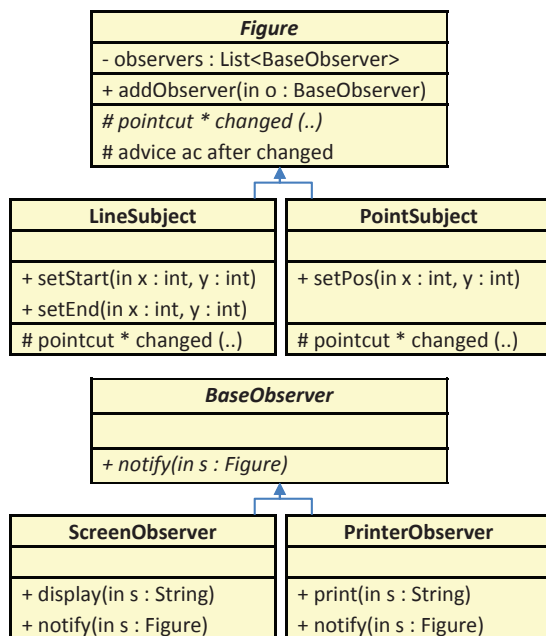 Figure
- observers : List<BaseObserver>
+ addObserver(in o : BaseObserver)
# pointcut * changed (..)
# advice ac after changed
LineSubject
+ setStart(in x : int, y : int)
+ setEnd(in x : int, y : int)
# pointcut * changed (..)
PointSubject
+ setPos(in x : int, y : int)
# pointcut * changed (..)
BaseObserver
+ notify(in s : Figure)
ScreenObserver
+ display(in s : String)
+ notify(in s : Figure)
PrinterObserver
+ print(in s : String)
+ notify(in s : Figure)